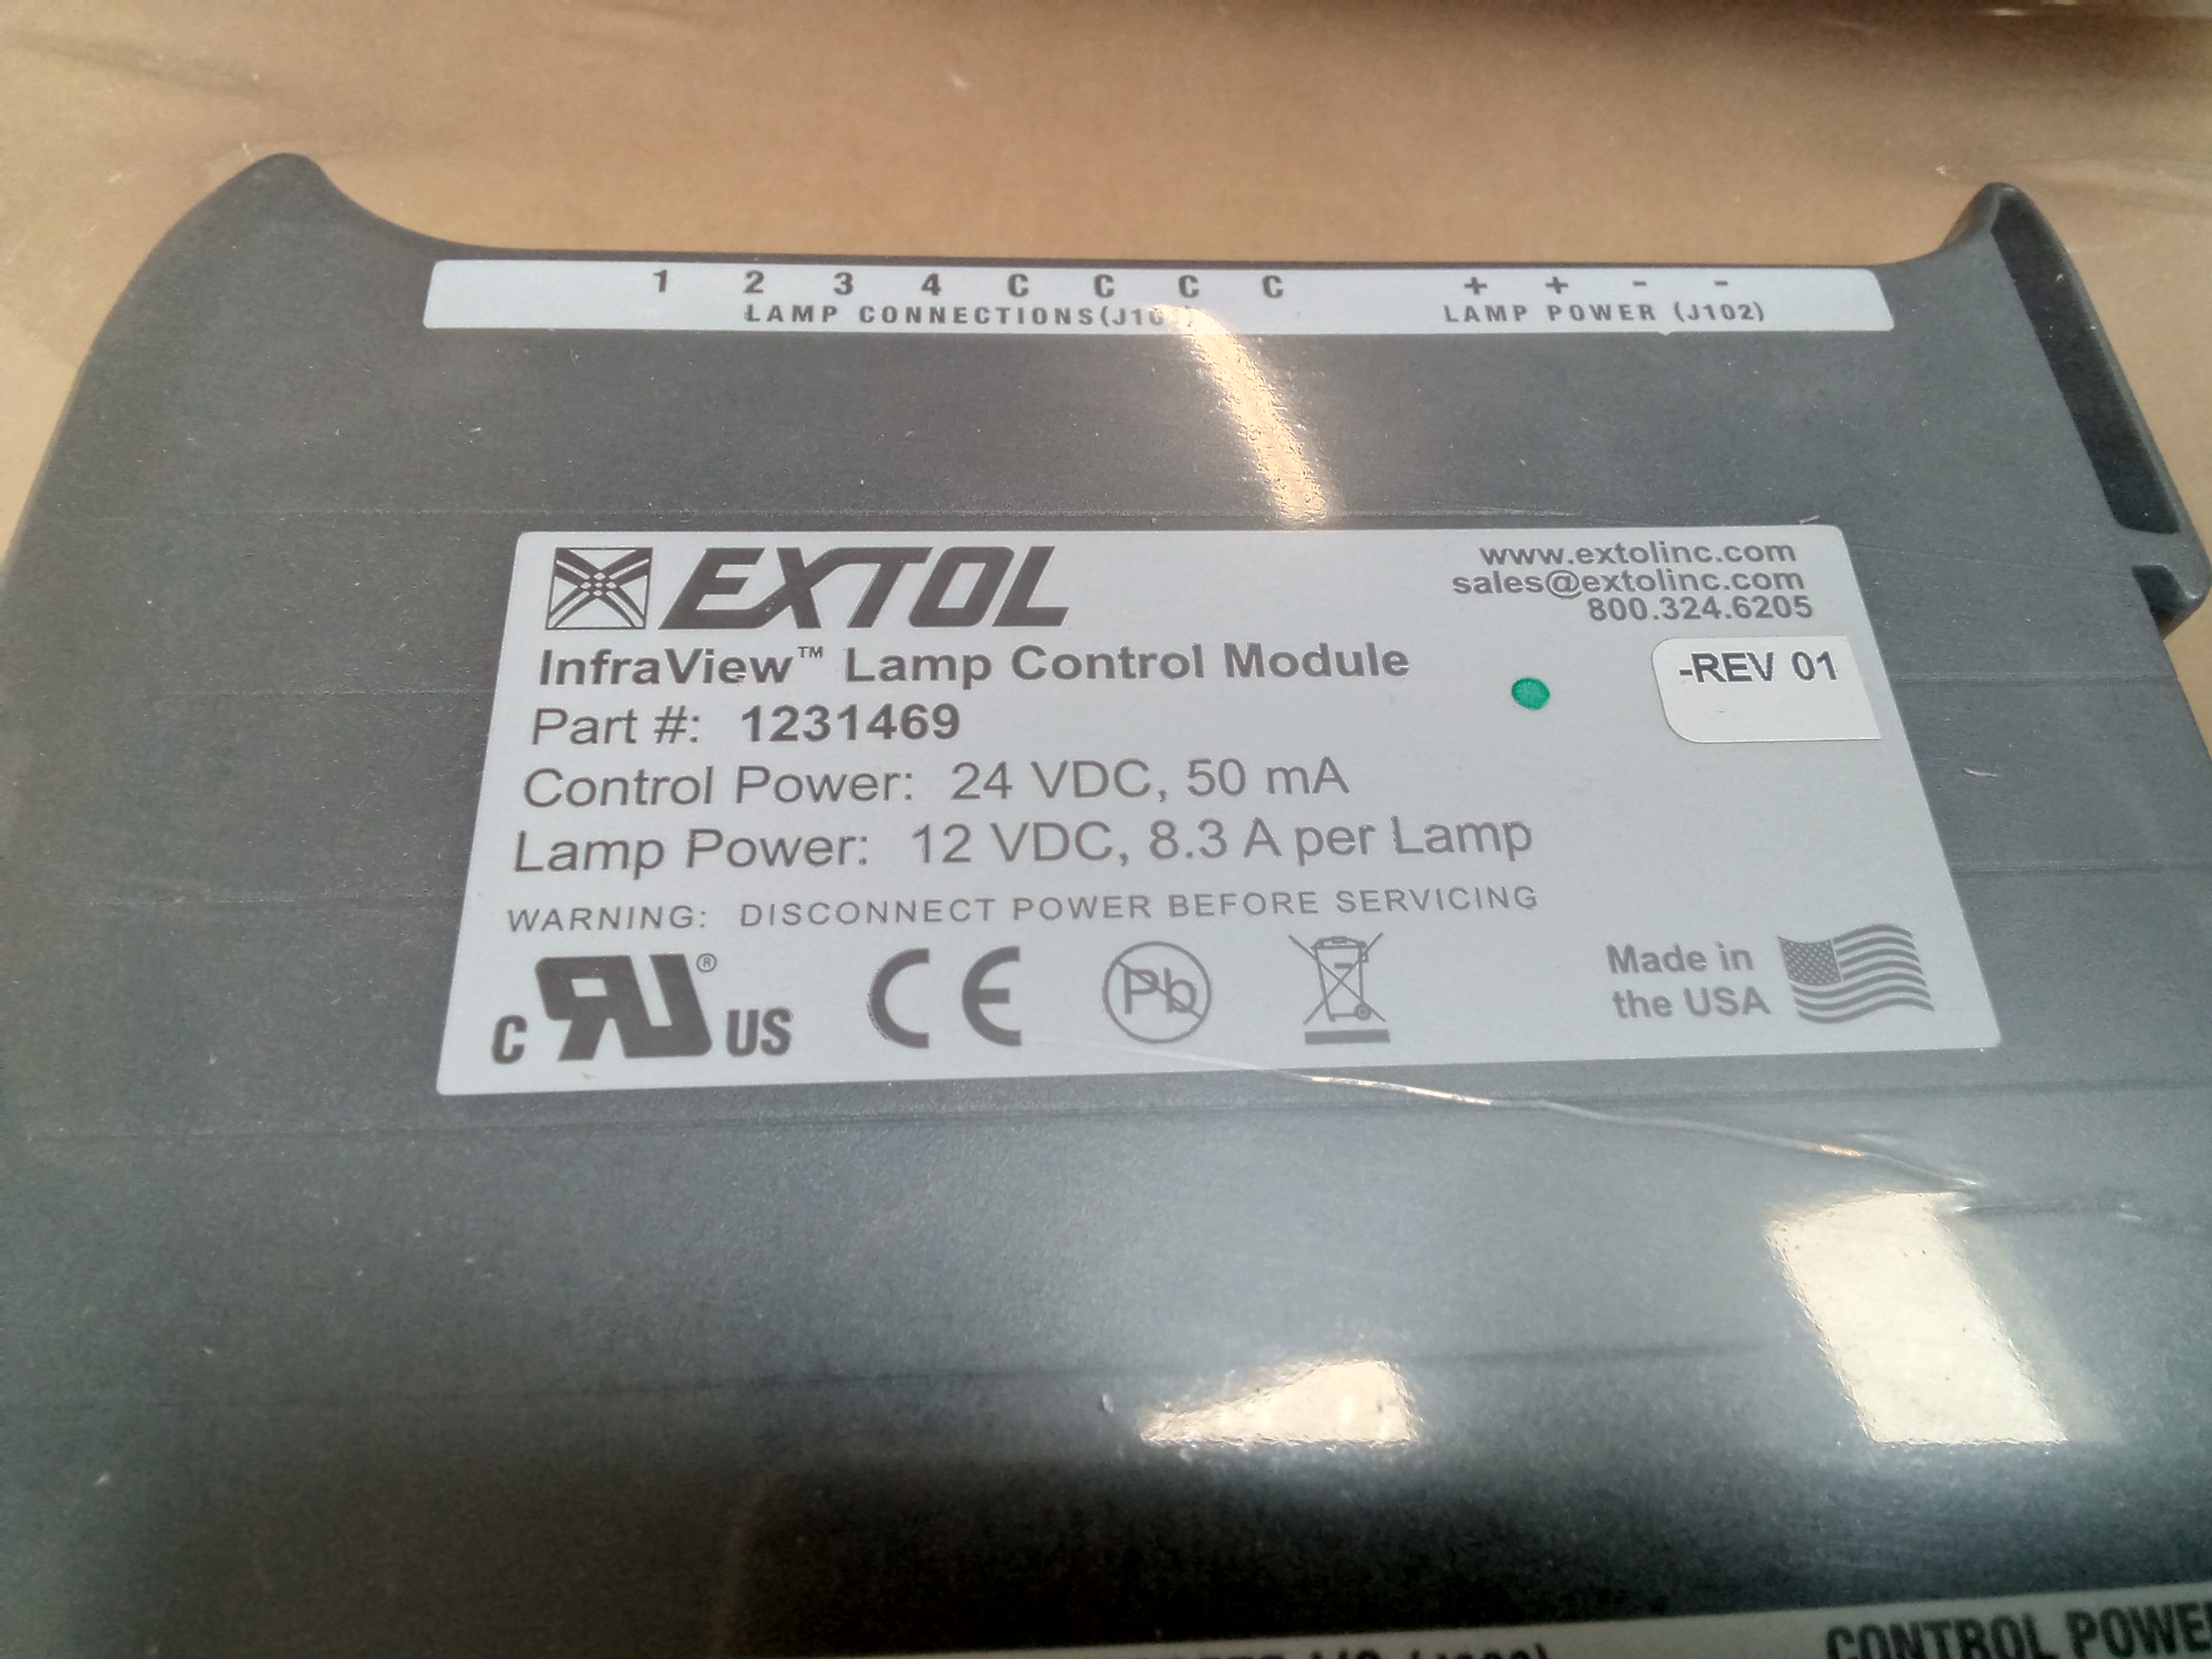 1 2 3 4 C C C C + + - -
LAMP CONNECTIONS LAMP POWER (J102)
EXTOL
www.extolinc.com
sales@extolinc.com
800.324.6205
InfraView™ Lamp Control Module
-REV 01
Part #: 1231469
Control Power: 24 VDC, 50 mA
Lamp Power: 12 VDC, 8.3 A per Lamp
WARNING: DISCONNECT POWER BEFORE SERVICING
C RU® US CE Pb
Made in
the USA
CONTROL